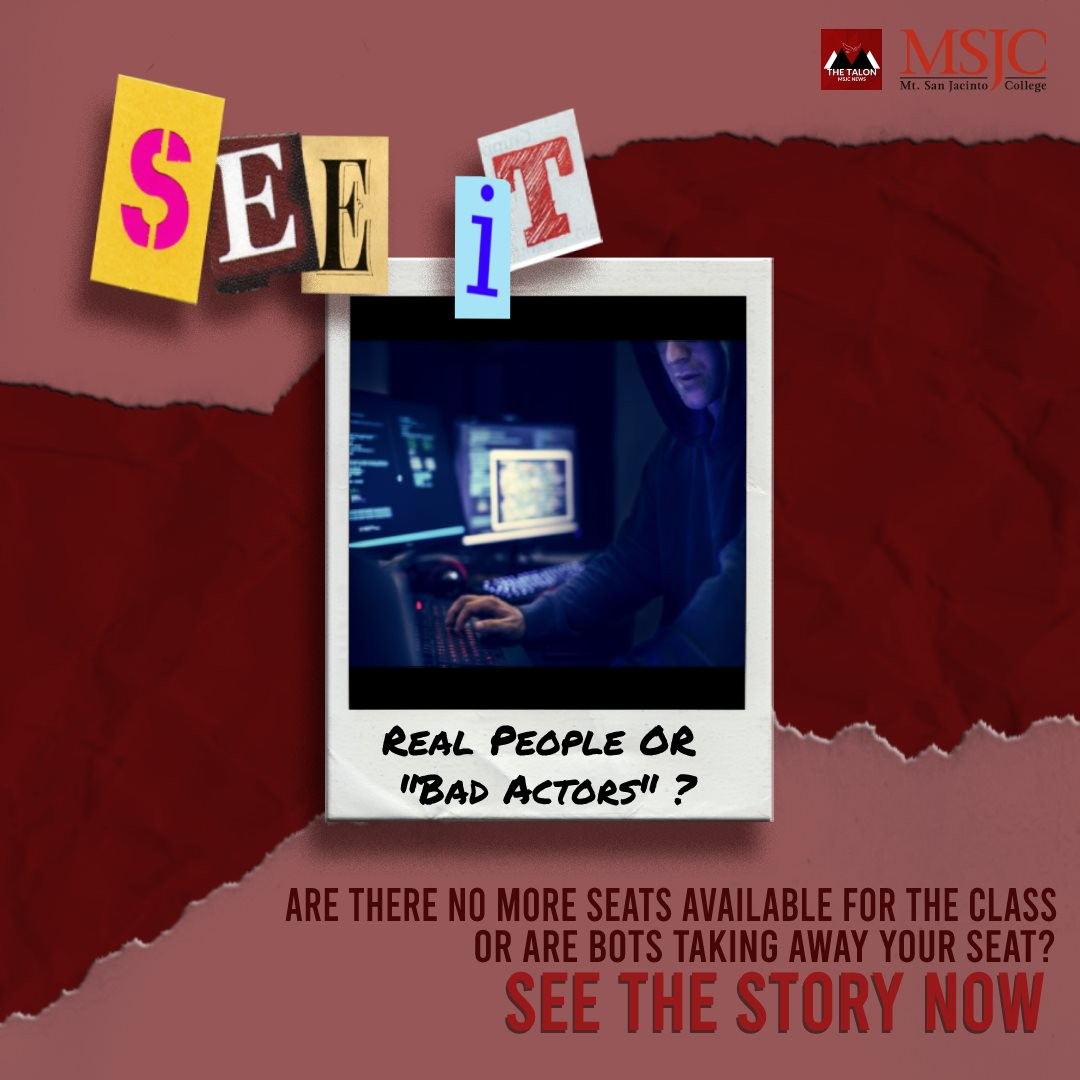 THE TALON
MSJC NEWS
MSJC
Mt. San Jacinto College
SEE iT
REAL PEOPLE OR
"BAD ACTORS" ?
ARE THERE NO MORE SEATS AVAILABLE FOR THE CLASS
OR ARE BOTS TAKING AWAY YOUR SEAT?
SEE THE STORY NOW